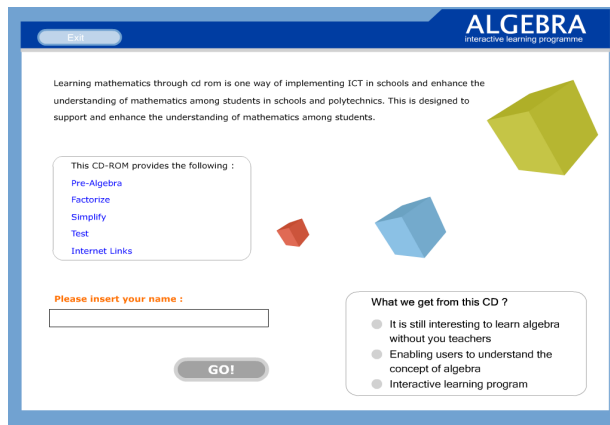 Exit
ALGEBRA
interactive learning programme
Learning mathematics through cd rom is one way of implementing ICT in schools and enhance the
understanding of mathematics among students in schools and polytechnics. This is designed to
support and enhance the understanding of mathematics among students.
This CD-ROM provides the following :
Pre-Algebra
Factorize
Simplify
Test
Internet Links
Please insert your name :
GO!
What we get from this CD ?
It is still interesting to learn algebra
without you teachers
Enabling users to understand the
concept of algebra
Interactive learning program